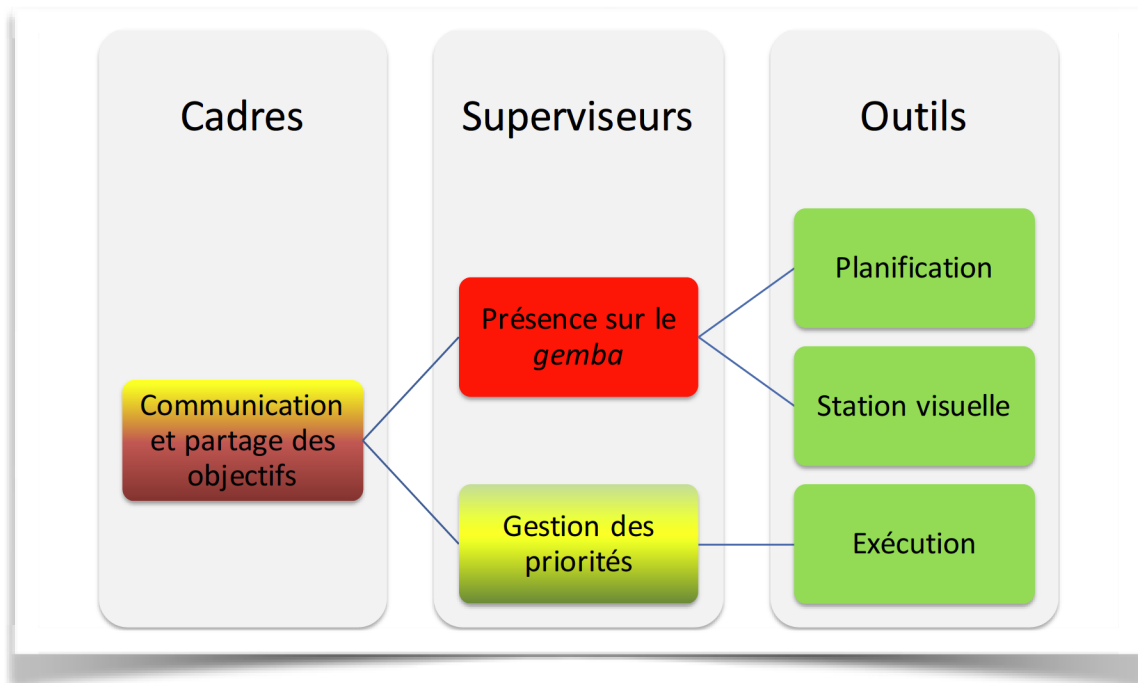 Cadres
Superviseurs
Outils
Communication
et partage des
objectifs
Présence sur le
gemba
Gestion des
priorités
Planification
Station visuelle
Exécution